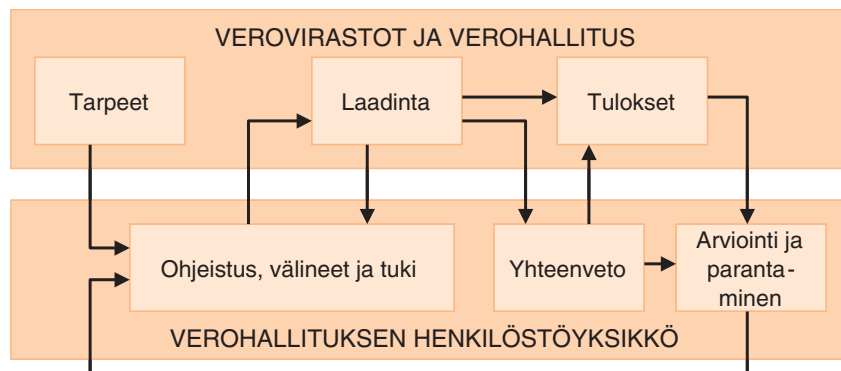 VEROVIRASTOT JA VEROHALLITUS
Tarpeet
Laadinta
Tulokset
Ohjeistus, välineet ja tuki
Yhteenveto
Arviointi ja
paranta-
minen
VEROHALLITUKSEN HENKILÖSTÖYKSIKKÖ